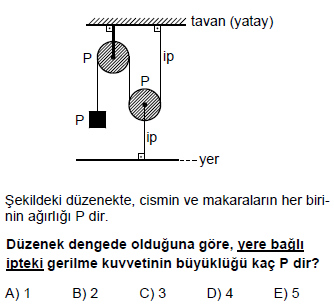 tavan (yatay)
P
ip
P
P
ip
yer
Şekildeki düzenekte, cismin ve makaraların her biri-
nin ağırlığı P dir.
Düzenek dengede olduğuna göre, yere bağlı
ipteki gerilme kuvvetinin büyüklüğü kaç P dir?
A) 1 B) 2 C) 3 D) 4 E) 5